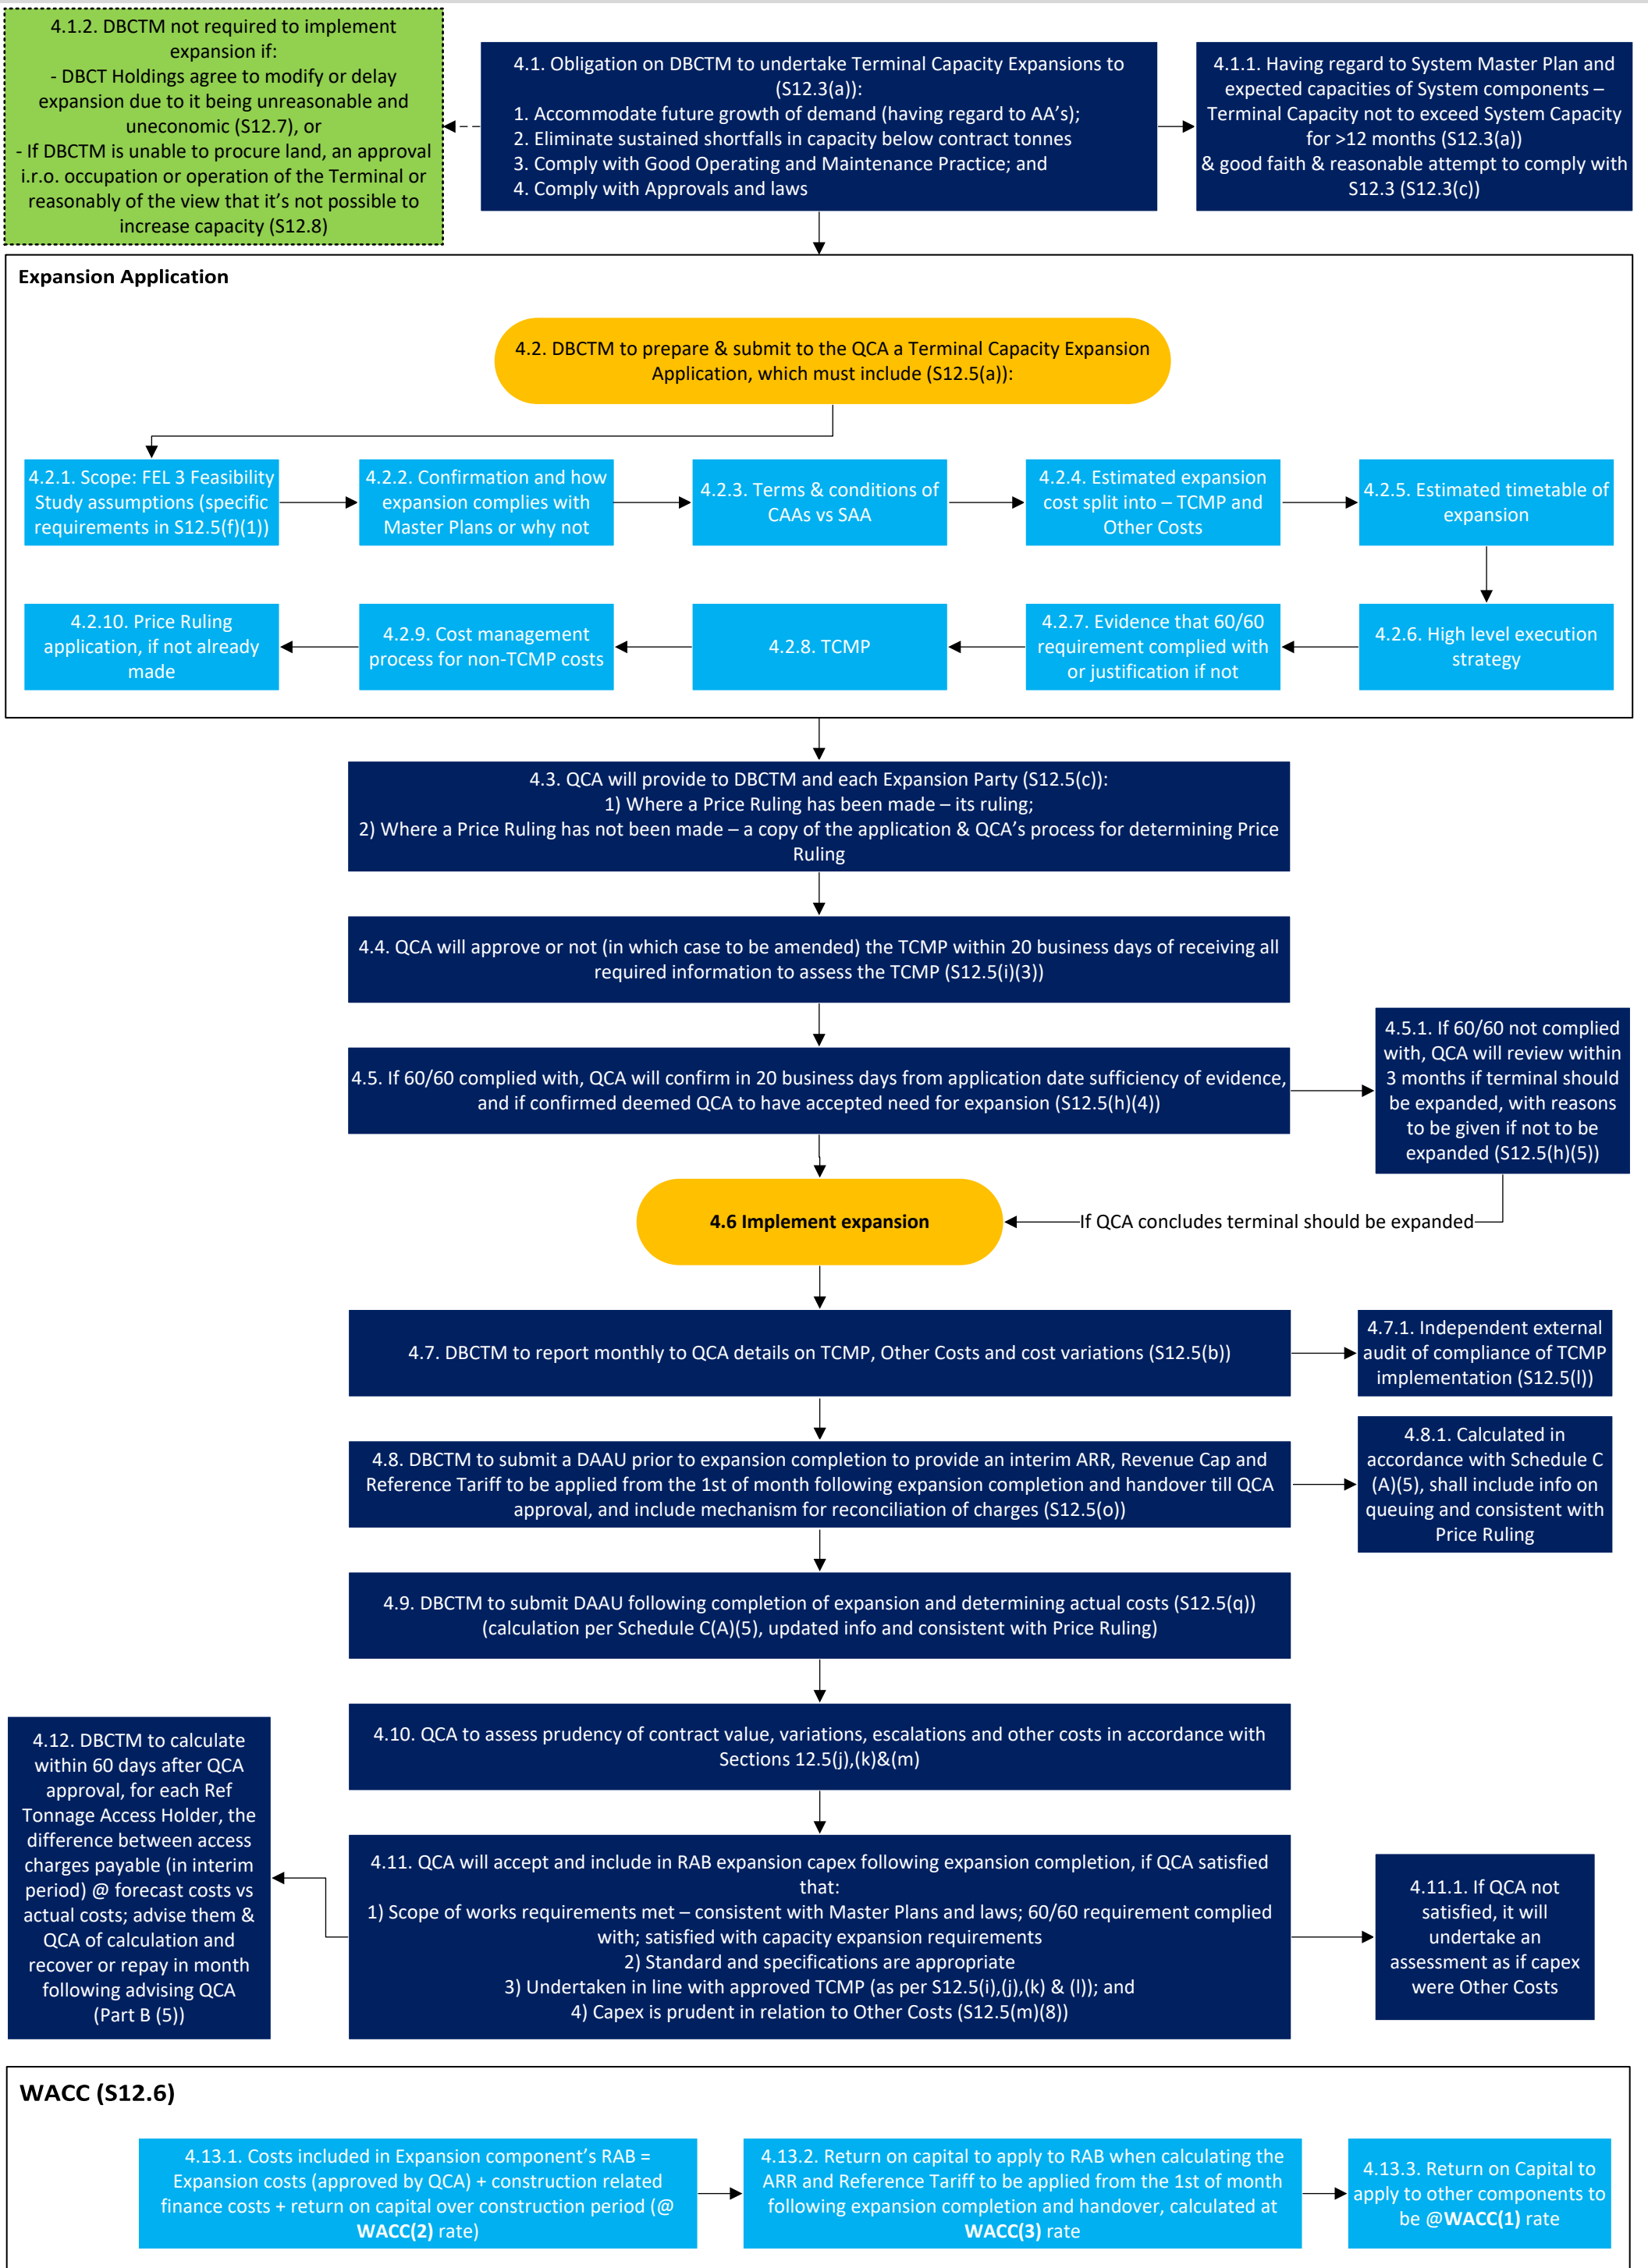 4.1.2. DBCTM not required to implement
expansion if:
- DBCT Holdings agree to modify or delay
expansion due to it being unreasonable and
uneconomic (S12.7), or
- If DBCTM is unable to procure land, an approval
i.r.o. occupation or operation of the Terminal or
reasonably of the view that it's not possible to
increase capacity (S12.8)
4.1. Obligation on DBCTM to undertake Terminal Capacity Expansions to
(S12.3(a)):
1. Accommodate future growth of demand (having regard to AA's);
2. Eliminate sustained shortfalls in capacity below contract tonnes
3. Comply with Good Operating and Maintenance Practice; and
4. Comply with Approvals and laws
4.1.1. Having regard to System Master Plan and
expected capacities of System components –
Terminal Capacity not to exceed System Capacity
for >12 months (S12.3(a))
& good faith & reasonable attempt to comply with
S12.3 (S12.3(c))
Expansion Application
4.2. DBCTM to prepare & submit to the QCA a Terminal Capacity Expansion
Application, which must include (S12.5(a)):
4.2.1. Scope: FEL 3 Feasibility
Study assumptions (specific
requirements in S12.5(f)(1))
4.2.2. Confirmation and how
expansion complies with
Master Plans or why not
4.2.3. Terms & conditions of
CAAs vs SAA
4.2.4. Estimated expansion
cost split into – TCMP and
Other Costs
4.2.5. Estimated timetable of
expansion
4.2.6. High level execution
strategy
4.2.7. Evidence that 60/60
requirement complied with
or justification if not
4.2.8. TCMP
4.2.9. Cost management
process for non-TCMP costs
4.2.10. Price Ruling
application, if not already
made
4.3. QCA will provide to DBCTM and each Expansion Party (S12.5(c)):
1) Where a Price Ruling has been made – its ruling;
2) Where a Price Ruling has not been made – a copy of the application & QCA's process for determining Price
Ruling
4.4. QCA will approve or not (in which case to be amended) the TCMP within 20 business days of receiving all
required information to assess the TCMP (S12.5(i)(3))
4.5. If 60/60 complied with, QCA will confirm in 20 business days from application date sufficiency of evidence,
and if confirmed deemed QCA to have accepted need for expansion (S12.5(h)(4))
4.5.1. If 60/60 not complied
with, QCA will review within
3 months if terminal should
be expanded, with reasons
to be given if not to be
expanded (S12.5(h)(5))
4.6 Implement expansion
If QCA concludes terminal should be expanded
4.7. DBCTM to report monthly to QCA details on TCMP, Other Costs and cost variations (S12.5(b))
4.7.1. Independent external
audit of compliance of TCMP
implementation (S12.5(l))
4.8. DBCTM to submit a DAAU prior to expansion completion to provide an interim ARR, Revenue Cap and
Reference Tariff to be applied from the 1st of month following expansion completion and handover till QCA
approval, and include mechanism for reconciliation of charges (S12.5(o))
4.8.1. Calculated in
accordance with Schedule C
(A)(5), shall include info on
queuing and consistent with
Price Ruling
4.9. DBCTM to submit DAAU following completion of expansion and determining actual costs (S12.5(q))
(calculation per Schedule C(A)(5), updated info and consistent with Price Ruling)
4.10. QCA to assess prudency of contract value, variations, escalations and other costs in accordance with
Sections 12.5(j),(k)&(m)
4.12. DBCTM to calculate
within 60 days after QCA
approval, for each Ref
Tonnage Access Holder, the
difference between access
charges payable (in interim
period) @ forecast costs vs
actual costs; advise them &
QCA of calculation and
recover or repay in month
following advising QCA
(Part B (5))
4.11. QCA will accept and include in RAB expansion capex following expansion completion, if QCA satisfied
that:
1) Scope of works requirements met – consistent with Master Plans and laws; 60/60 requirement complied
with; satisfied with capacity expansion requirements
2) Standard and specifications are appropriate
3) Undertaken in line with approved TCMP (as per S12.5(i),(j),(k) & (l)); and
4) Capex is prudent in relation to Other Costs (S12.5(m)(8))
4.11.1. If QCA not
satisfied, it will
undertake an
assessment as if capex
were Other Costs
WACC (S12.6)
4.13.1. Costs included in Expansion component's RAB =
Expansion costs (approved by QCA) + construction related
finance costs + return on capital over construction period (@
WACC(2) rate)
4.13.2. Return on capital to apply to RAB when calculating the
ARR and Reference Tariff to be applied from the 1st of month
following expansion completion and handover, calculated at
WACC(3) rate
4.13.3. Return on Capital to
apply to other components to
be @WACC(1) rate